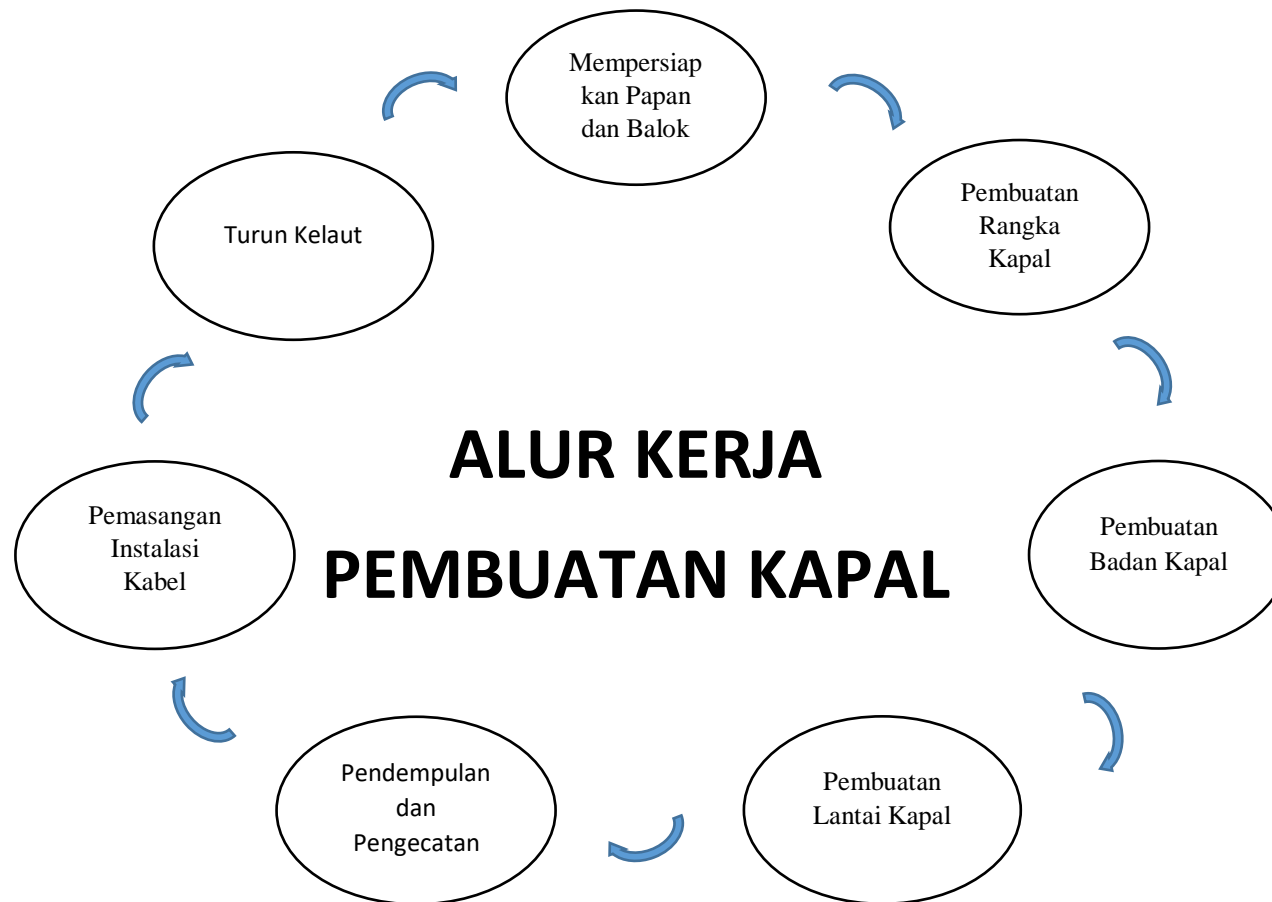 Mempersiap
kan Papan
dan Balok
Pembuatan
Rangka
Kapal
Pembuatan
Badan Kapal
Pembuatan
Lantai Kapal
Pendempulan
dan
Pengecatan
Pemasangan
Instalasi
Kabel
Turun Kelaut
ALUR KERJA
PEMBUATAN KAPAL